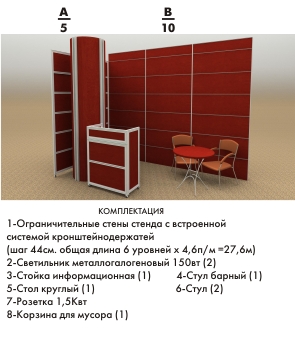 A B
5 10
КОМПЛЕКТАЦИЯ
1-Ограничительные стены стенда с встроенной
системой кронштейнодержатей
(шаг 44см. общая длина 6 уровней х 4,6п/м =27,6м)
2-Светильник металлогалогеновый 150вт (2)
3-Стойка информационная (1) 4-Стул барный (1)
5-Стол круглый (1) 6-Стул (2)
7-Розетка 1,5Квт
8-Корзина для мусора (1)